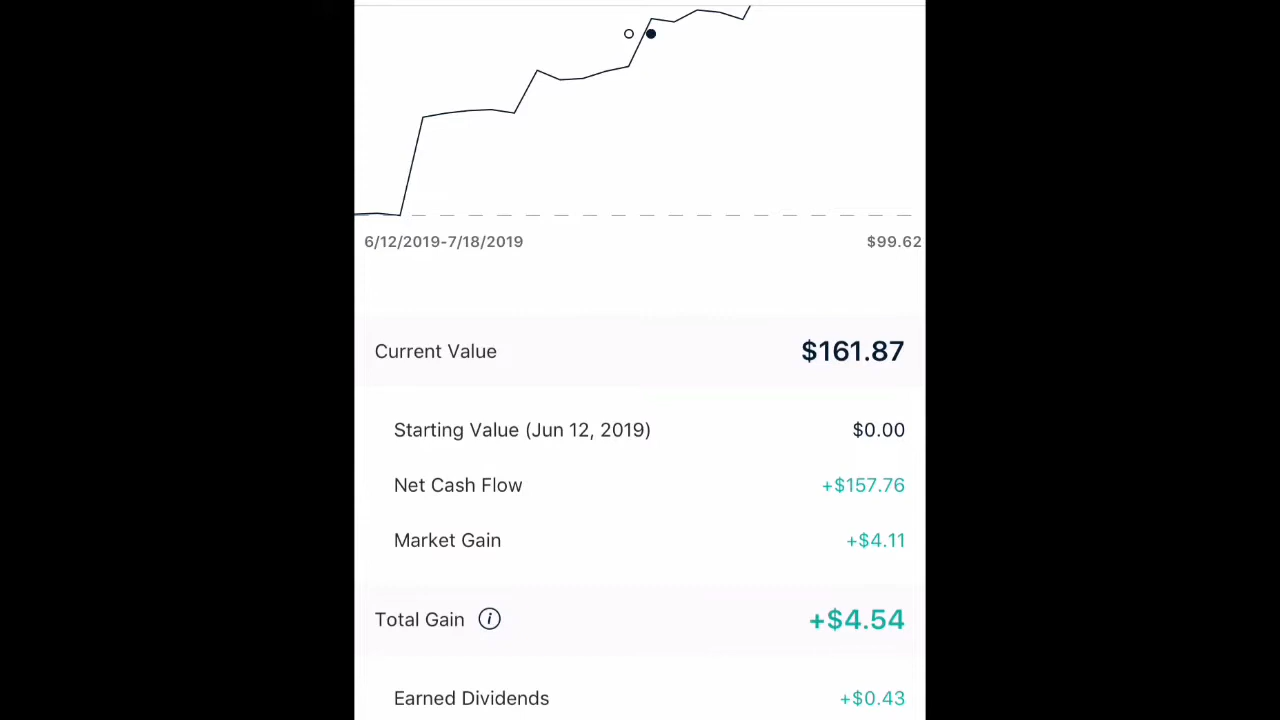 6/12/2019-7/18/2019 $99.62
Current Value $161.87
Starting Value (Jun 12, 2019) $0.00
Net Cash Flow +$157.76
Market Gain +$4.11
Total Gain i +$4.54
Earned Dividends +$0.43